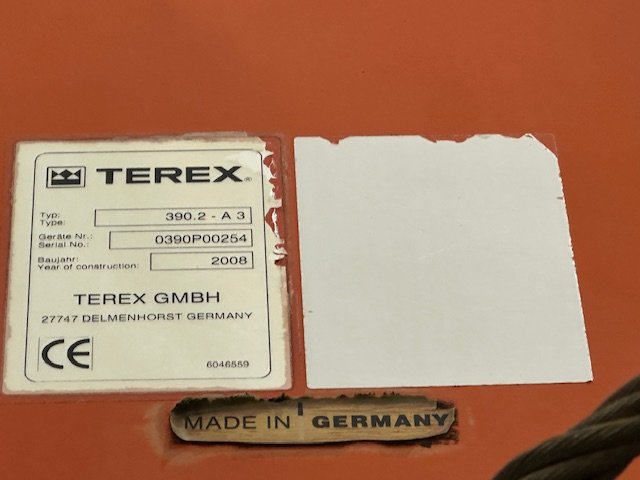 TEREX®
Typ: 390.2 - A 3
Type:
Geräte Nr.: 0390P00254
Serial No.:
Baujahr: 2008
Year of construction:
TEREX GMBH
27747 DELMENHORST GERMANY
CE 6046559
MADE IN GERMANY